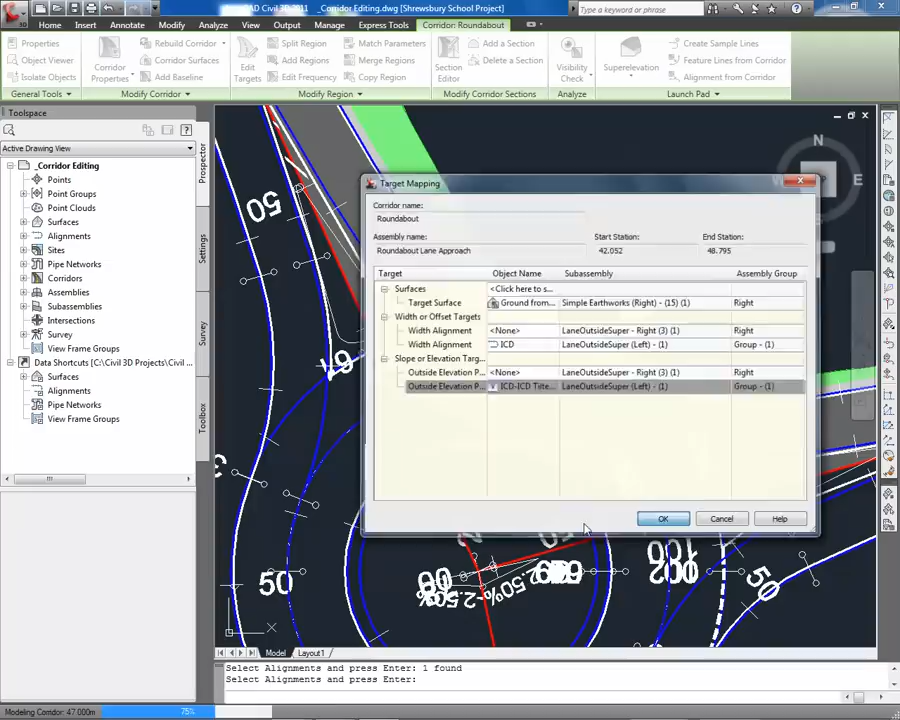 AutoCAD Civil 3D 2011 _Corridor Editing.dwg [Shrewsbury School Project]
Type a keyword or phrase
Home Insert Annotate Modify Analyze View Output Manage Express Tools Corridor: Roundabout
Properties
Object Viewer
Isolate Objects
General Tools
Corridor Properties
Rebuild Corridor
Corridor Surfaces
Add Baseline
Modify Corridor
Edit Targets
Split Region
Add Regions
Edit Frequency
Match Parameters
Merge Regions
Copy Region
Modify Region
Section Editor
Add a Section
Delete a Section
Modify Corridor Sections
Visibility Check
Analyze
Superelevation
Create Sample Lines
Feature Lines from Corridor
Alignments from Corridor
Launch Pad
Toolspace
Active Drawing View
_Corridor Editing
Points
Point Groups
Point Clouds
Surfaces
Alignments
Sites
Pipe Networks
Corridors
Assemblies
Subassemblies
Intersections
Survey
View Frame Groups
Data Shortcuts [C:\Civil 3D Projects\Civil ...
Surfaces
Alignments
Pipe Networks
View Frame Groups
Prospector
Settings
Survey
Toolbox
N
E
Target Mapping
Corridor name:
Roundabout
Assembly name:
Roundabout Lane Approach
Start Station:
42.052
End Station:
48.795
Target Object Name Subassembly Assembly Group
Surfaces <Click here to s...
Target Surface Ground from... Simple Earthworks (Right) - (15) (1) Right
Width or Offset Targets
Width Alignment <None> LaneOutsideSuper - Right (3) (1) Right
Width Alignment ICD LaneOutsideSuper (Left) - (1) Group - (1)
Slope or Elevation Targ...
Outside Elevation P... <None> LaneOutsideSuper - Right (3) (1) Right
Outside Elevation P... ICD-ICD Tilte... LaneOutsideSuper (Left) - (1) Group - (1)
OK Cancel Help
50
50
50
100
Model Layout1
Select Alignments and press Enter: 1 found
Select Alignments and press Enter:
Modeling Corridor: 47.000m 75%